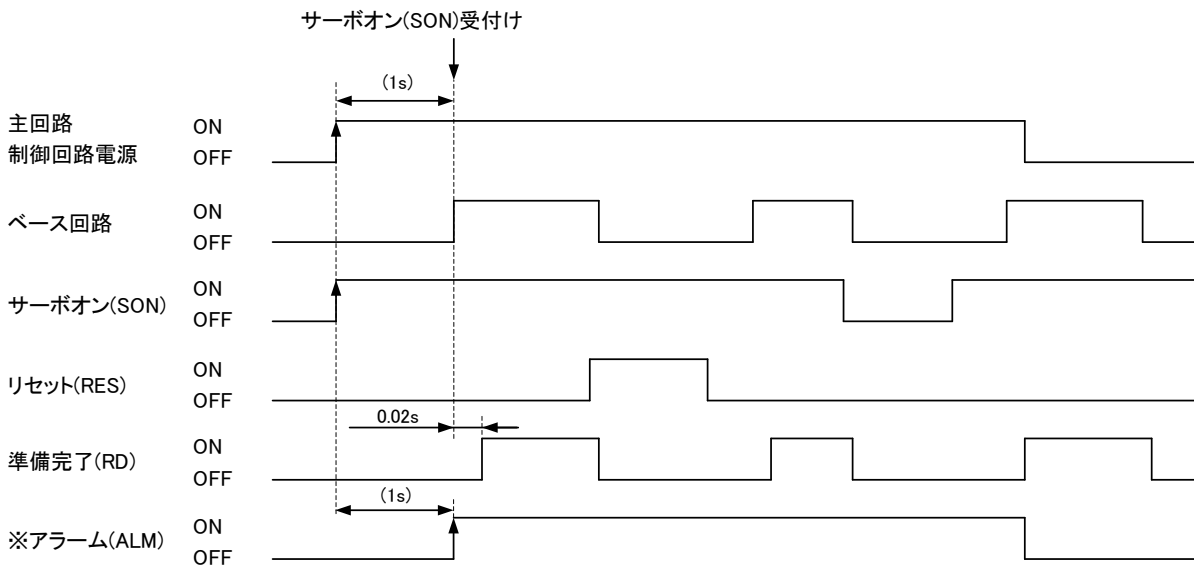 サーボオン(SON)受付け
(1s)
主回路 ON
制御回路電源 OFF
ベース回路
ON
OFF
サーボオン(SON)
ON
OFF
リセット(RES)
ON
OFF
0.02s
準備完了(RD)
ON
OFF
(1s)
※アラーム(ALM)
ON
OFF